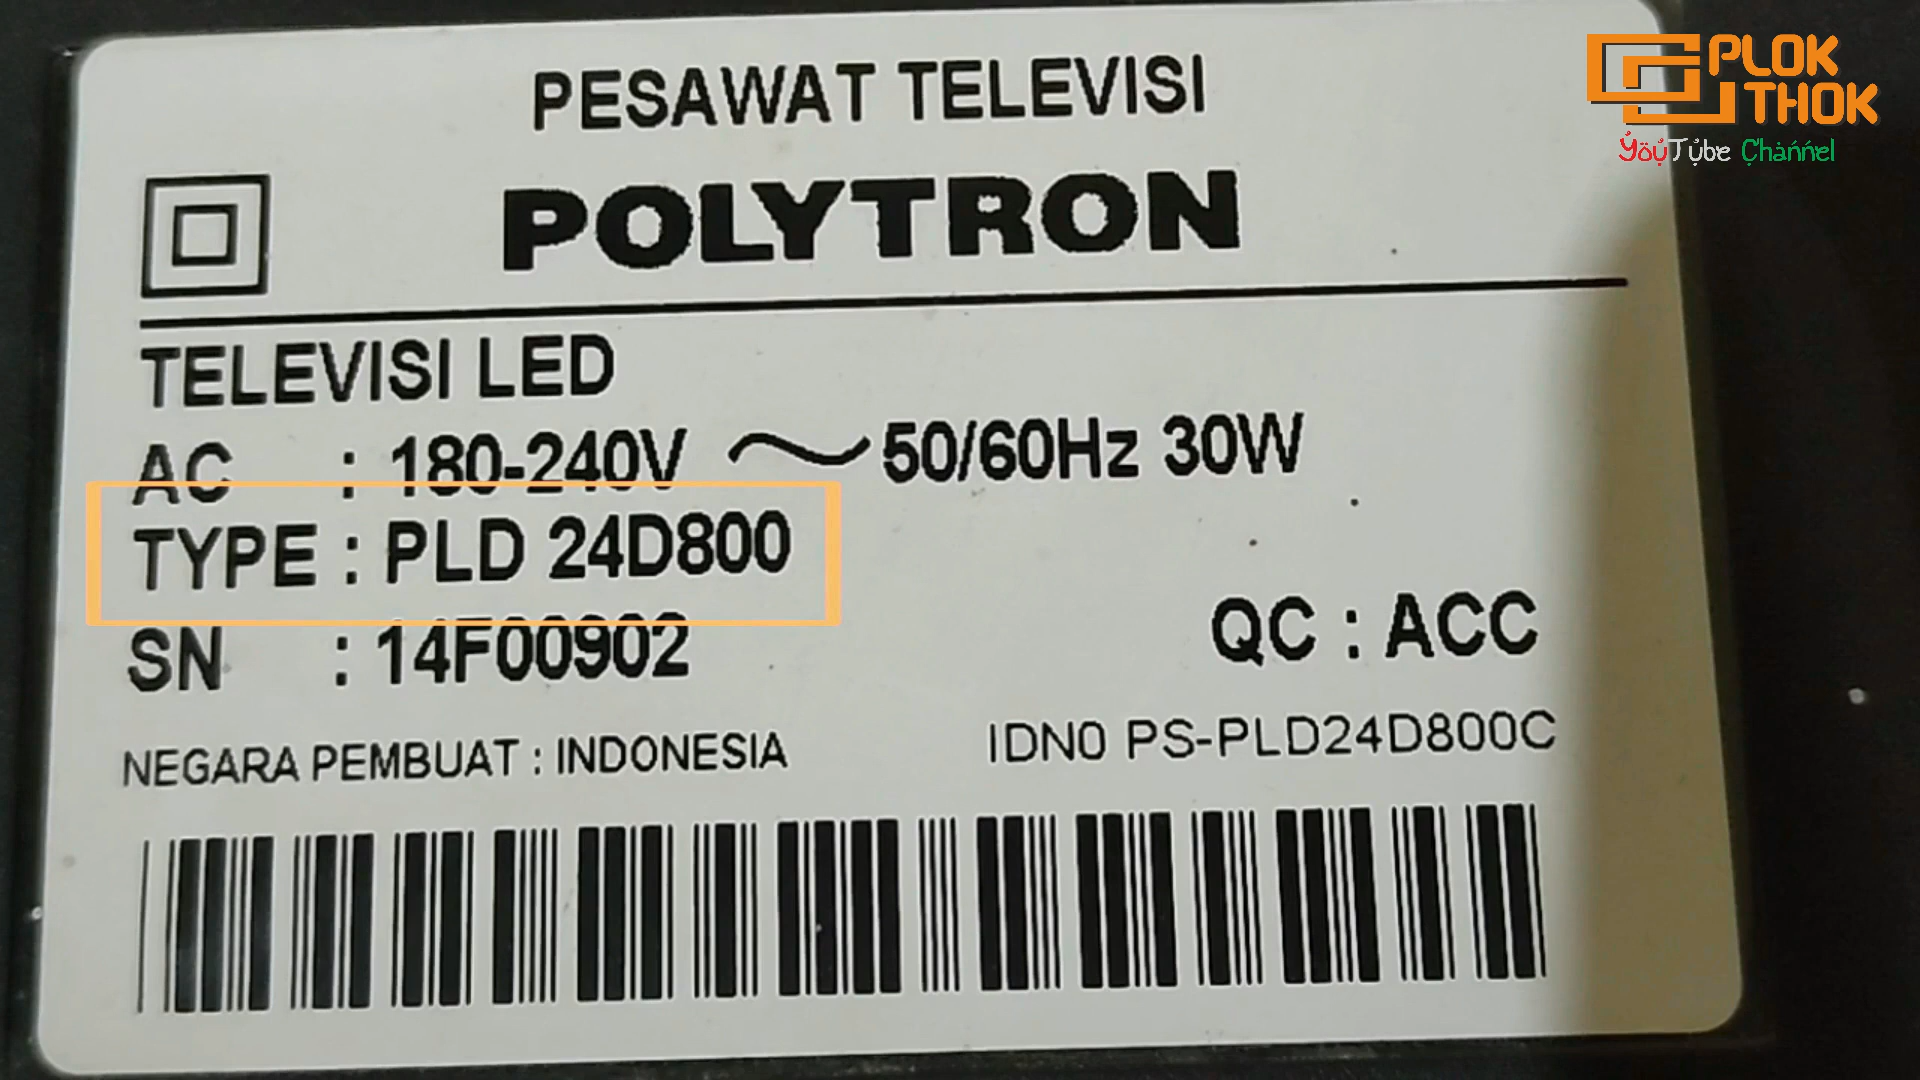 PLOK
THOK
YoυTube Channel
PESAWAT TELEVISI
POLYTRON
TELEVISI LED
AC : 180-240V ～ 50/60Hz 30W
TYPE : PLD 24D800
SN : 14F00902
QC : ACC
NEGARA PEMBUAT : INDONESIA
IDN0 PS-PLD24D800C